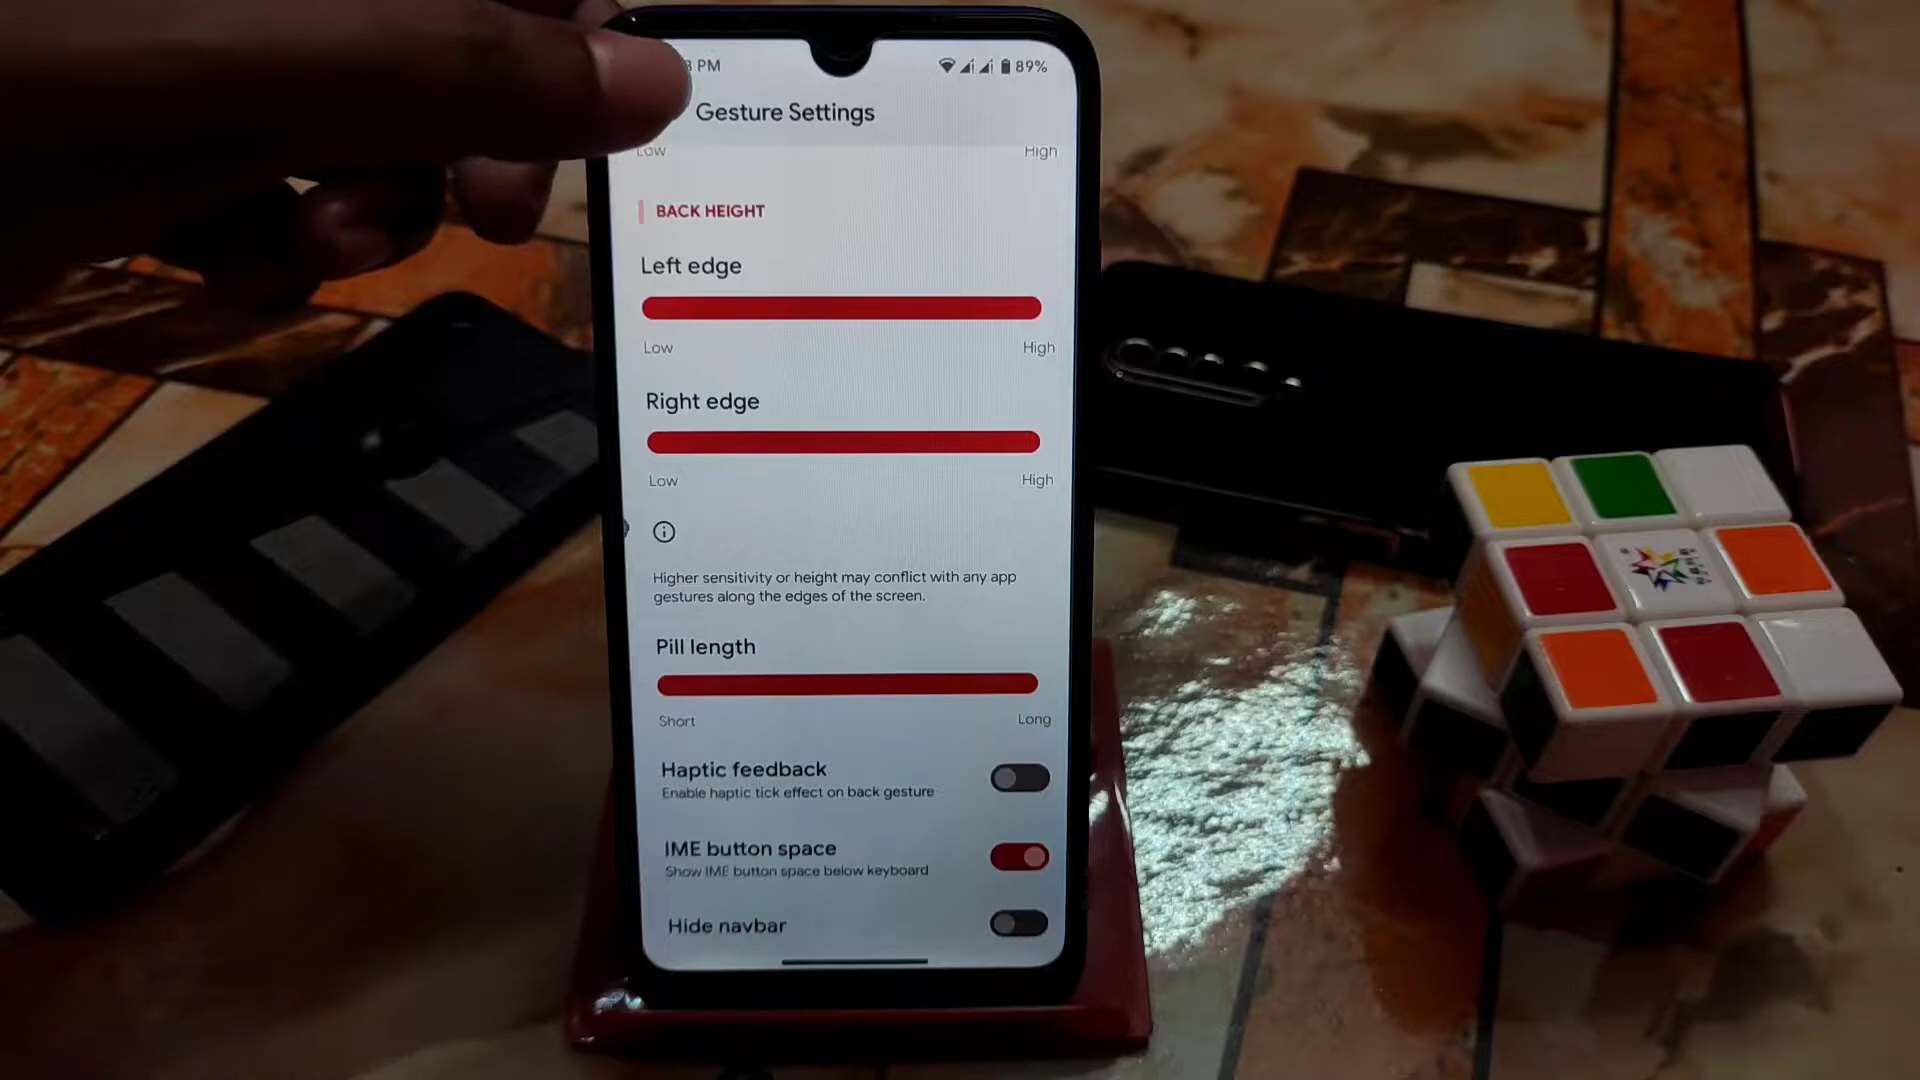 PM
89%
Gesture Settings
Low
High
BACK HEIGHT
Left edge
Low
High
Right edge
Low
High
Higher sensitivity or height may conflict with any app
gestures along the edges of the screen.
Pill length
Short
Long
Haptic feedback
Enable haptic tick effect on back gesture
IME button space
Show IME button space below keyboard
Hide navbar